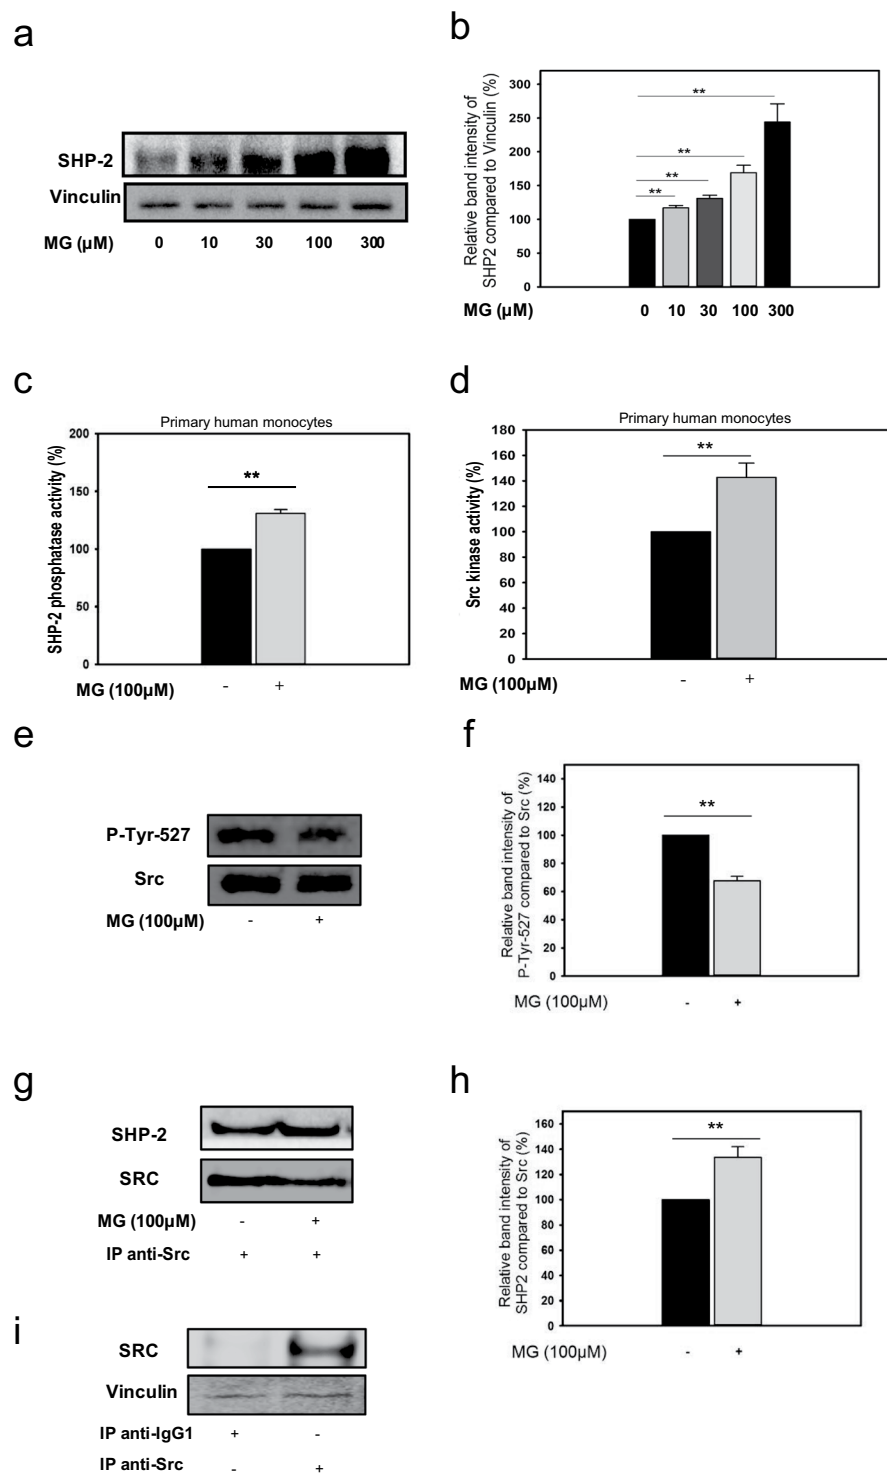 a
SHP-2
Vinculin
MG (µM) 0 10 30 100 300
b
Relative band intensity of
SHP2 compared to Vinculin (%)
300
250
200
150
100
50
0
**
**
**
**
MG (µM) 0 10 30 100 300
c
Primary human monocytes
SHP-2 phosphatase activity (%)
200
150
100
50
0
**
MG (100µM) - +
d
Primary human monocytes
Src kinase activity (%)
180
160
140
120
100
80
60
40
20
0
**
MG (100µM) - +
e
P-Tyr-527
Src
MG (100µM) - +
f
Relative band intensity of
P-Tyr-527 compared to Src (%)
140
120
100
80
60
40
20
0
**
MG (100µM) - +
g
SHP-2
SRC
MG (100µM) - +
IP anti-Src + +
h
Relative band intensity of
SHP2 compared to Src (%)
160
140
120
100
80
60
40
20
0
**
MG (100µM) - +
i
SRC
Vinculin
IP anti-IgG1 + -
IP anti-Src - +